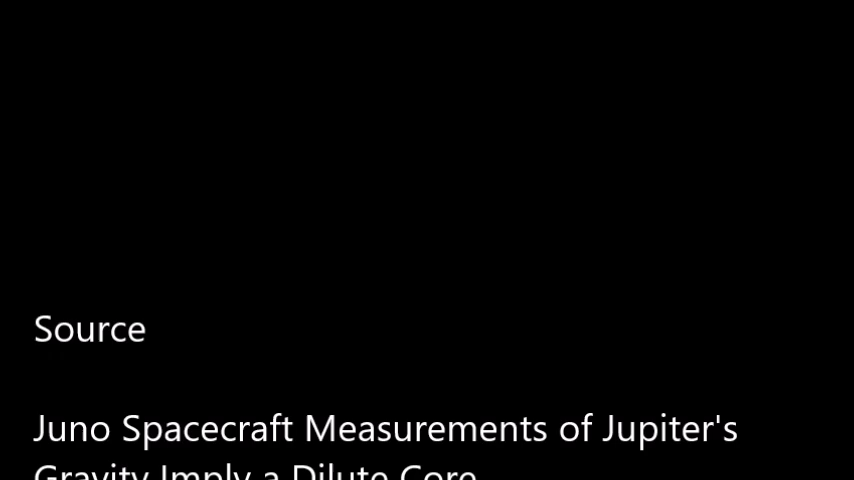 Source
Juno Spacecraft Measurements of Jupiter's
Gravity Imply a Dilute Core